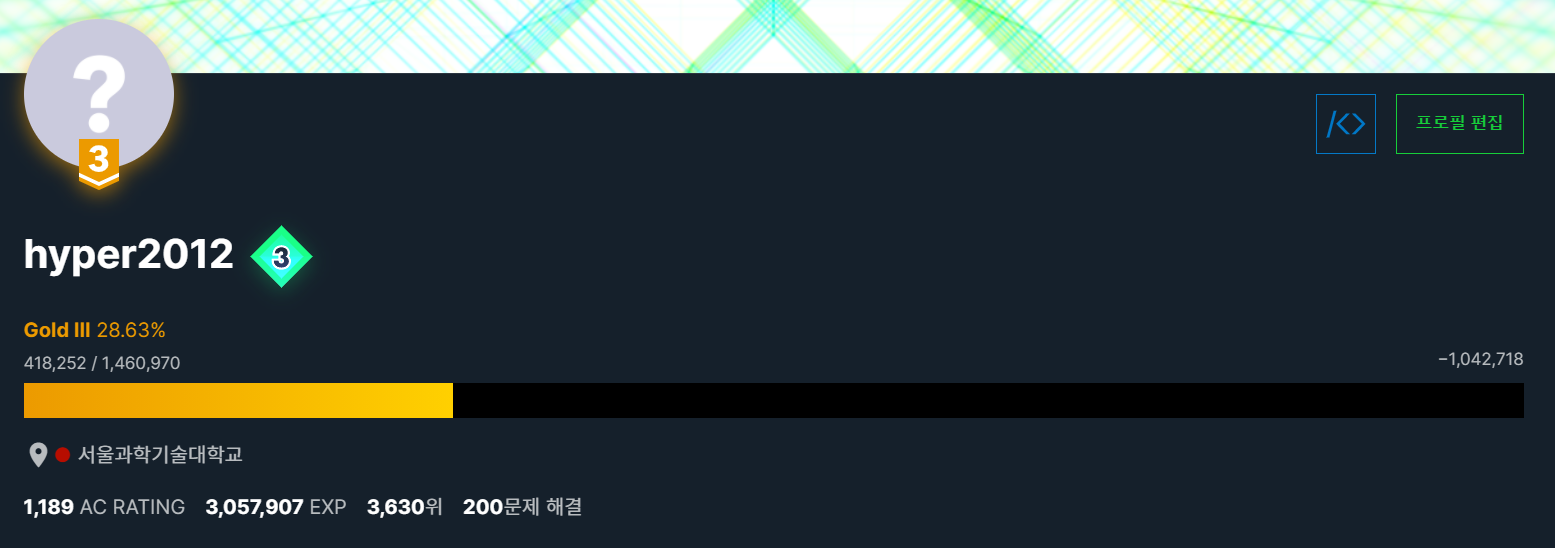 ?
3
/<>
프로필 편집
hyper2012 3
Gold III 28.63%
418,252 / 1,460,970
−1,042,718
서울과학기술대학교
1,189 AC RATING 3,057,907 EXP 3,630위 200문제 해결